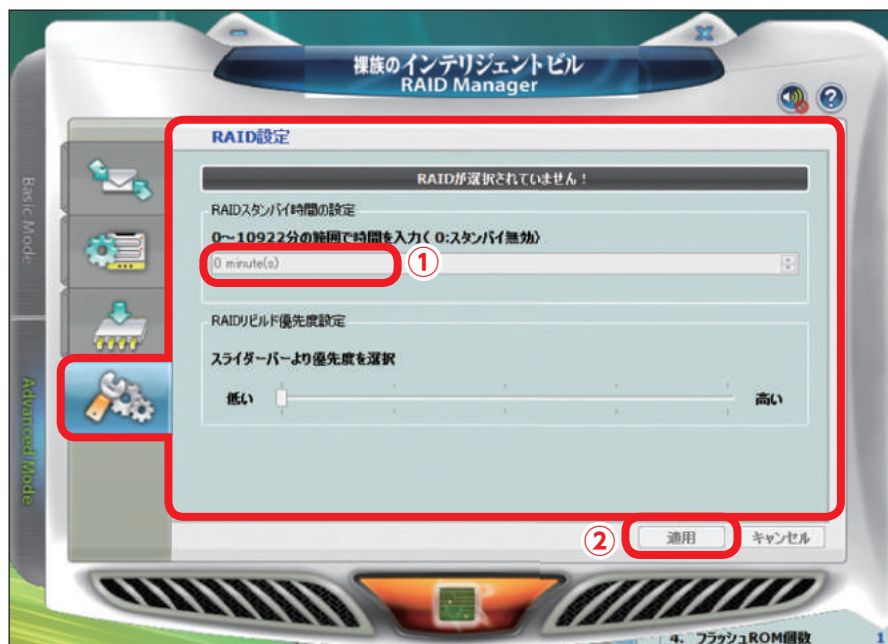 裸族のインテリジェントビル
RAID Manager
RAID設定
RAIDが選択されていません！
RAIDスタンバイ時間の設定
0～10922分の範囲で時間を入力( 0:スタンバイ無効)
0 minute(s)
①
RAIDリビルド優先度設定
スライダーバーより優先度を選択
低い
高い
②
適用
キャンセル
Basic Mode
Advanced Mode
4. フラッシュROM個数
1